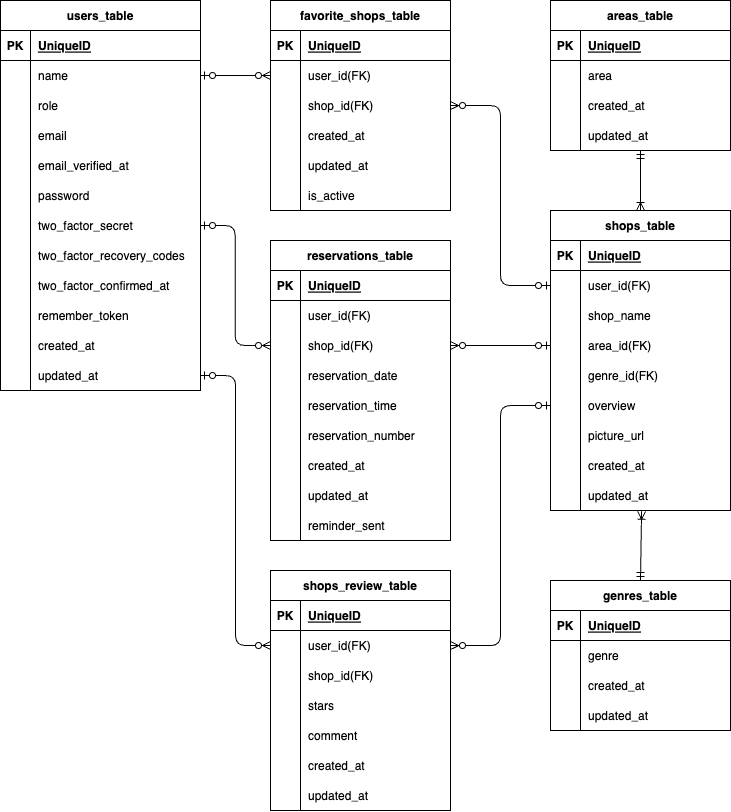 users_table
PK UniqueID
name
role
email
email_verified_at
password
two_factor_secret
two_factor_recovery_codes
two_factor_confirmed_at
remember_token
created_at
updated_at
favorite_shops_table
PK UniqueID
user_id(FK)
shop_id(FK)
created_at
updated_at
is_active
reservations_table
PK UniqueID
user_id(FK)
shop_id(FK)
reservation_date
reservation_time
reservation_number
created_at
updated_at
reminder_sent
shops_review_table
PK UniqueID
user_id(FK)
shop_id(FK)
stars
comment
created_at
updated_at
areas_table
PK UniqueID
area
created_at
updated_at
shops_table
PK UniqueID
user_id(FK)
shop_name
area_id(FK)
genre_id(FK)
overview
picture_url
created_at
updated_at
genres_table
PK UniqueID
genre
created_at
updated_at